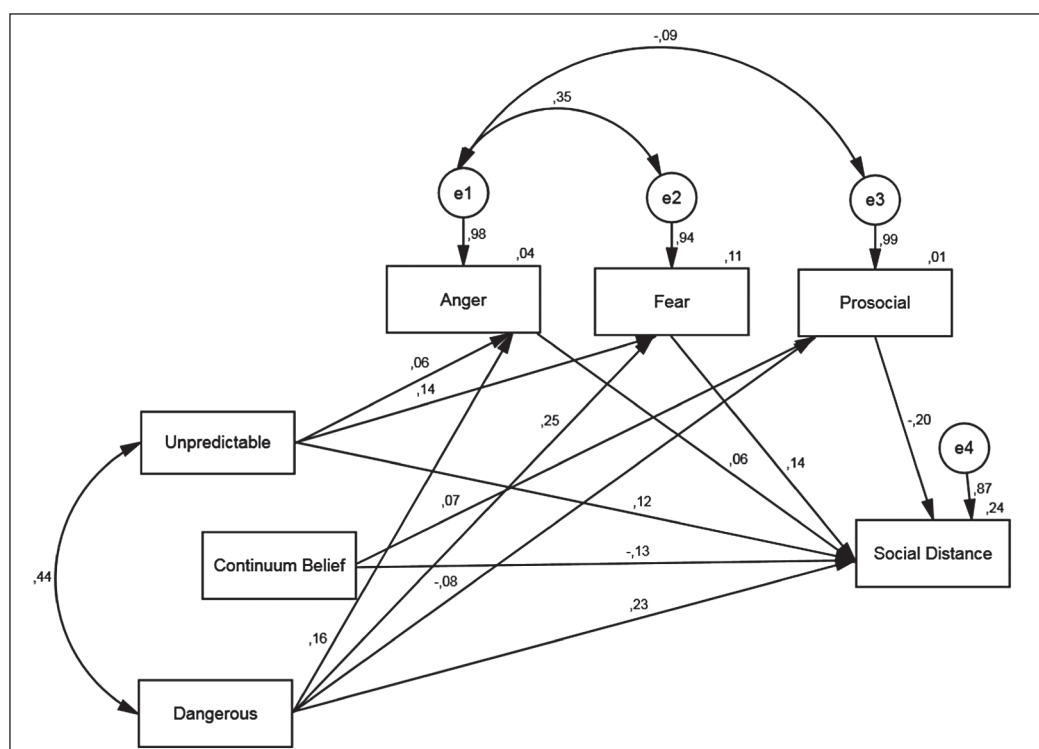 -,09
,35
e1
e2
e3
,98
,94
,99
,04
,11
,01
Anger
Fear
Prosocial
,06
,14
,25
-,20
Unpredictable
e4
,06
,14
,87
,07
,12
,24
Continuum Belief
-,13
Social Distance
,44
-,08
,23
,16
Dangerous